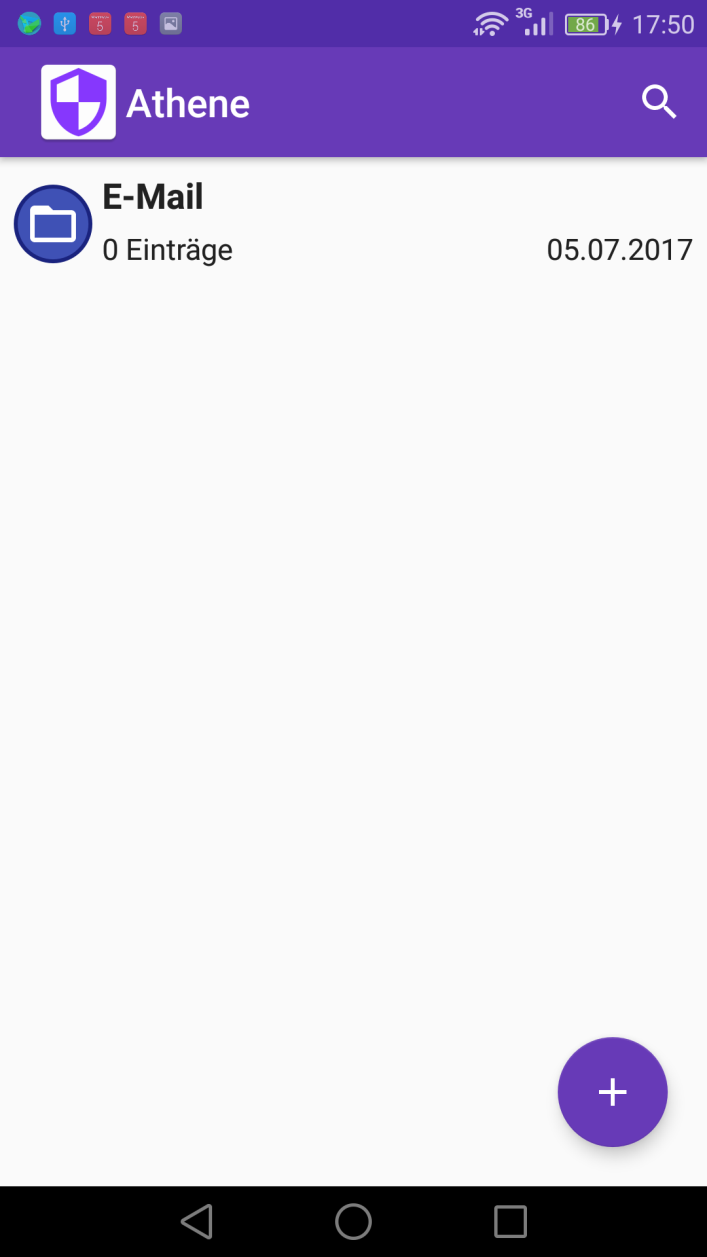 3G 86 17:50
Athene
E-Mail
0 Einträge 05.07.2017